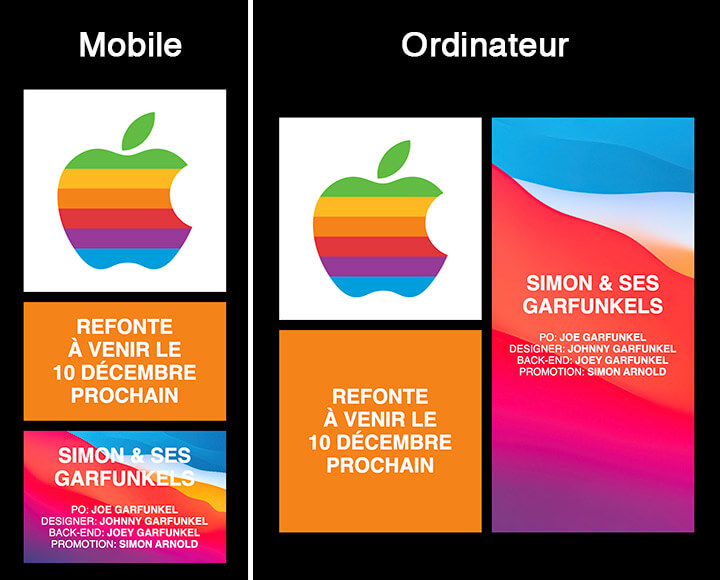 Mobile
REFONTE
À VENIR LE
10 DÉCEMBRE
PROCHAIN
SIMON & SES
GARFUNKELS
PO: JOE GARFUNKEL
DESIGNER: JOHNNY GARFUNKEL
BACK-END: JOEY GARFUNKEL
PROMOTION: SIMON ARNOLD
Ordinateur
REFONTE
À VENIR LE
10 DÉCEMBRE
PROCHAIN
SIMON & SES
GARFUNKELS
PO: JOE GARFUNKEL
DESIGNER: JOHNNY GARFUNKEL
BACK-END: JOEY GARFUNKEL
PROMOTION: SIMON ARNOLD